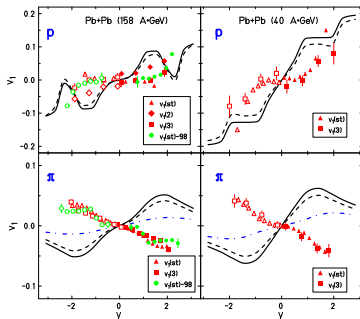 Pb+Pb (158 A·GeV)
Pb+Pb (40 A·GeV)
p
p
v₁
0.2
0.1
0.0
−0.1
−0.2
v₁(st)
v₁(2)
v₁(3)
v₁(st)-98
v₁(st)
v₁(3)
π
π
v₁
0.1
0.0
−0.1
v₁(st)
v₁(3)
v₁(st)-98
v₁(st)
v₁(3)
−2 0 2
−2 0 2
y
y